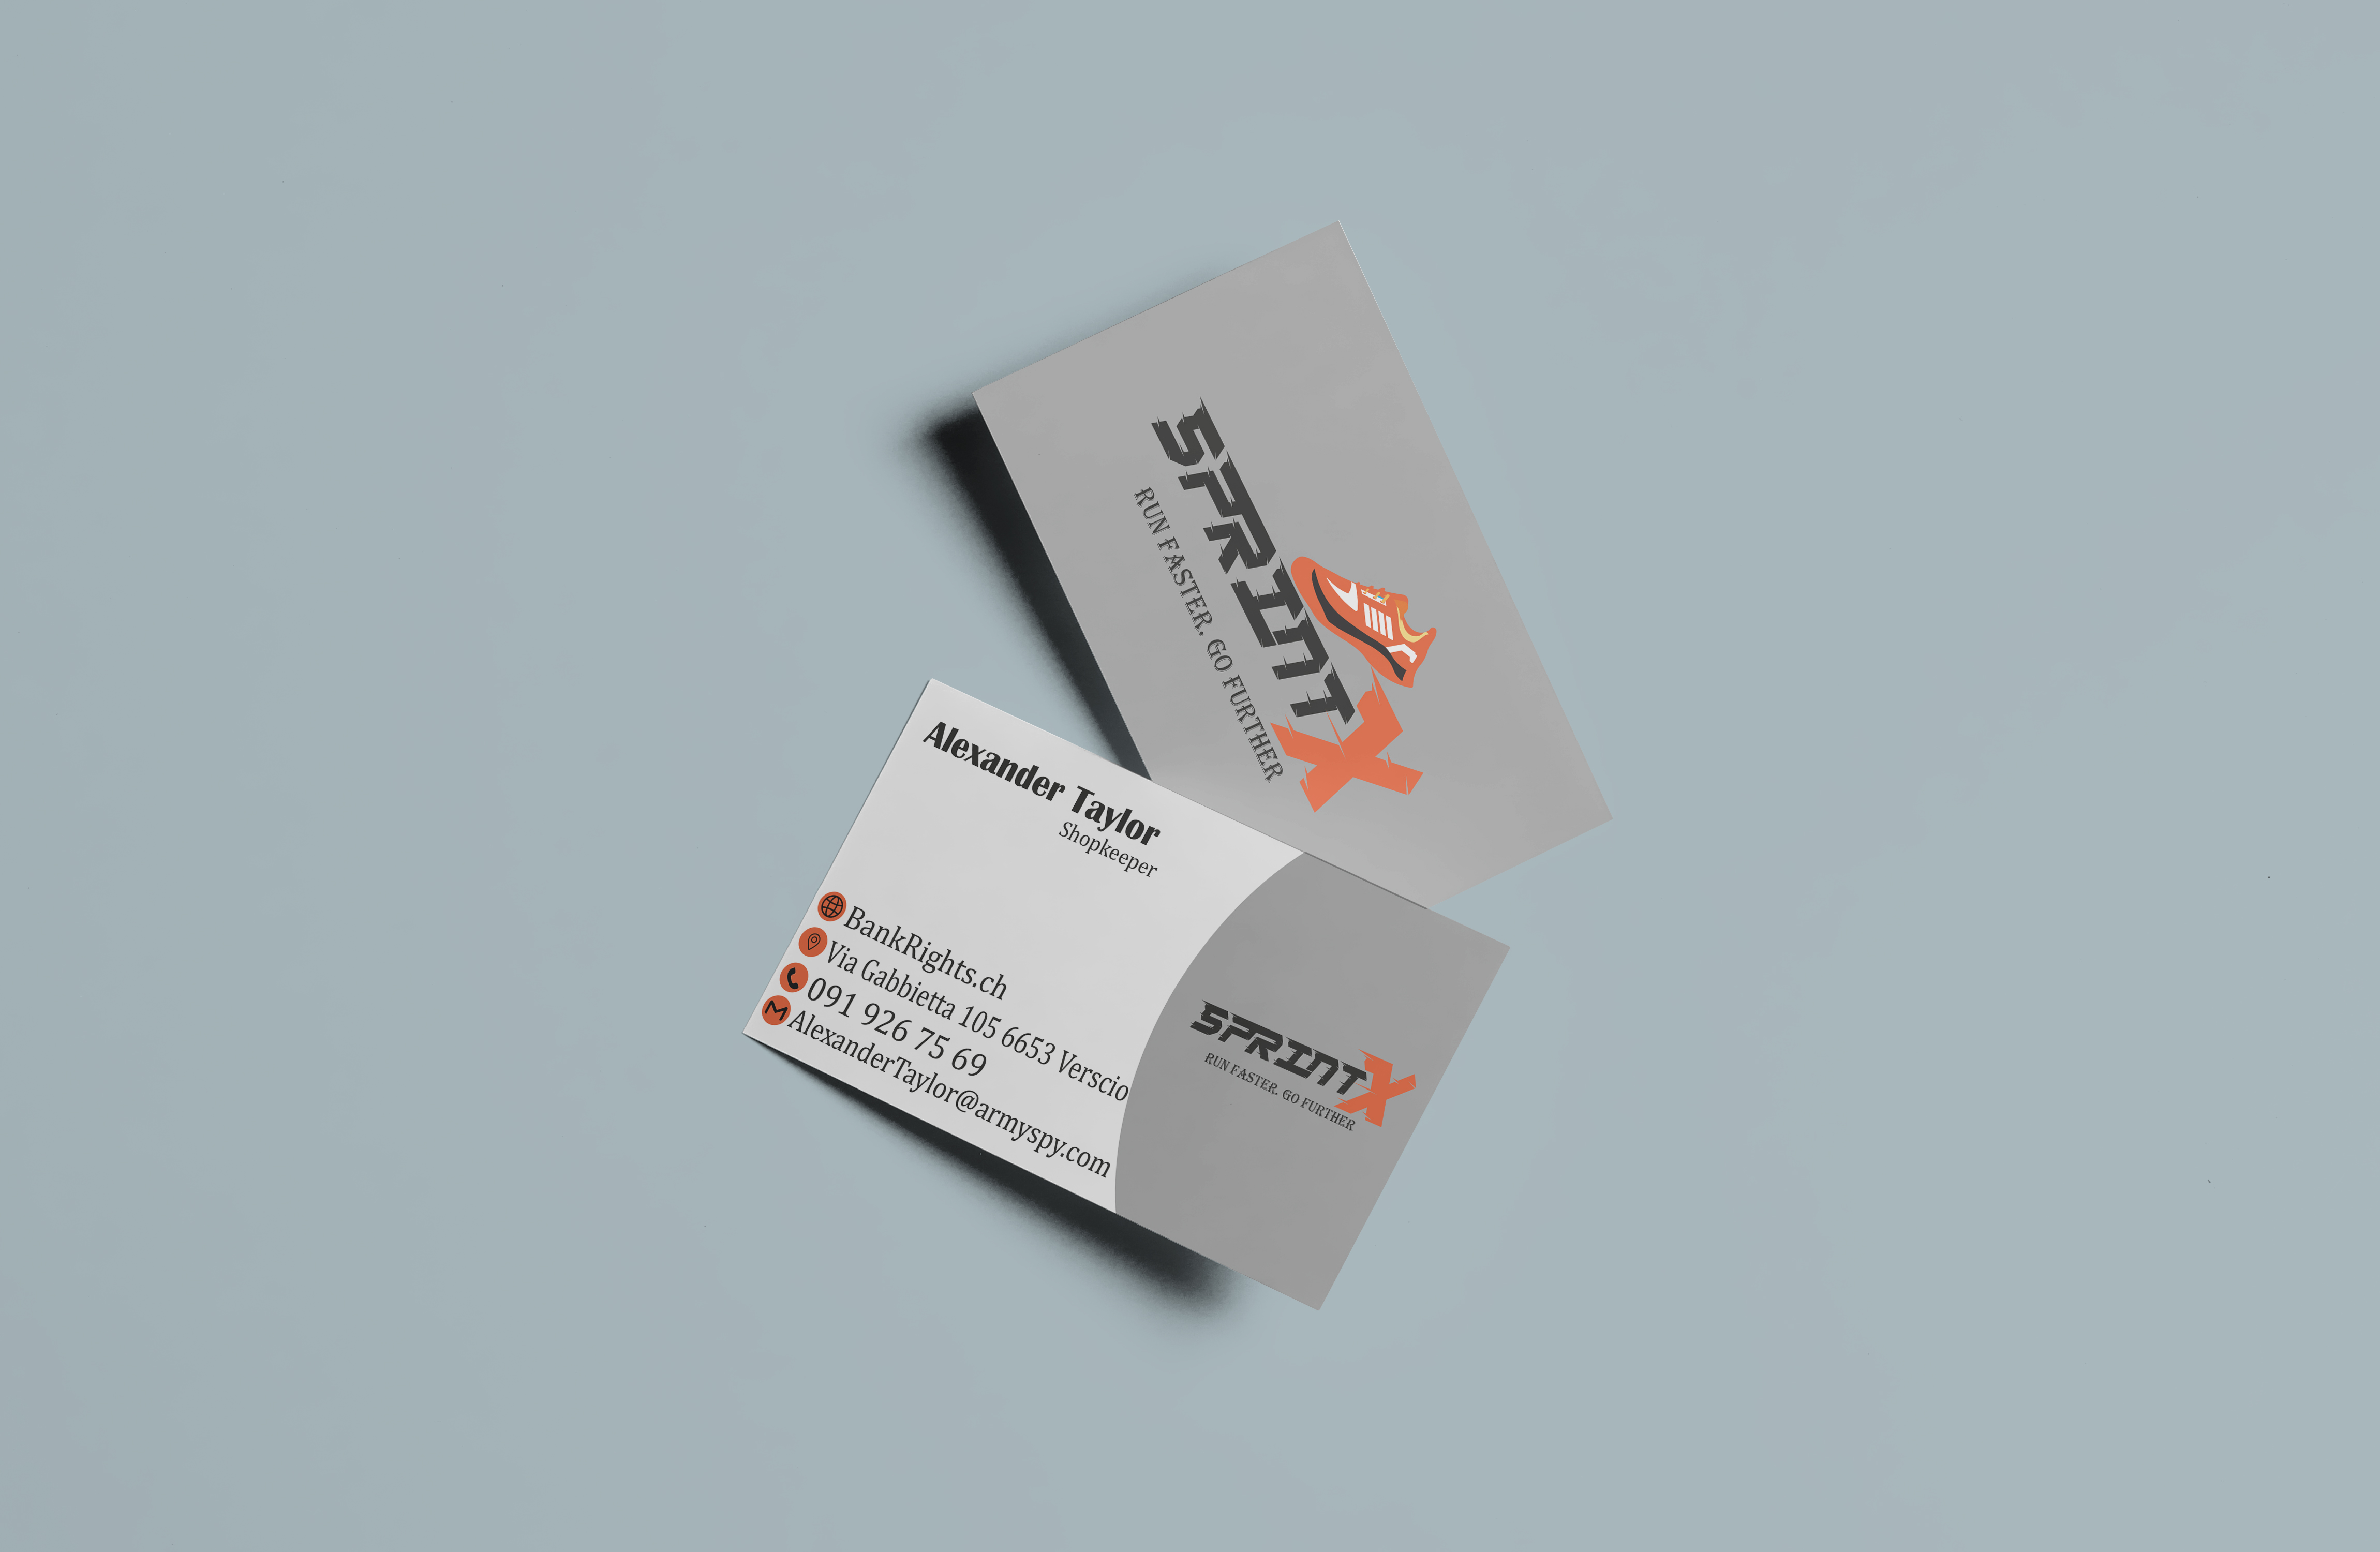 SPRINTX
RUN FASTER. GO FURTHER
Alexander Taylor
Shopkeeper
BankRights.ch
Via Gabbietta 105 6653 Verscio
091 926 75 69
AlexanderTaylor@armyspy.com
SPRINTX
RUN FASTER. GO FURTHER